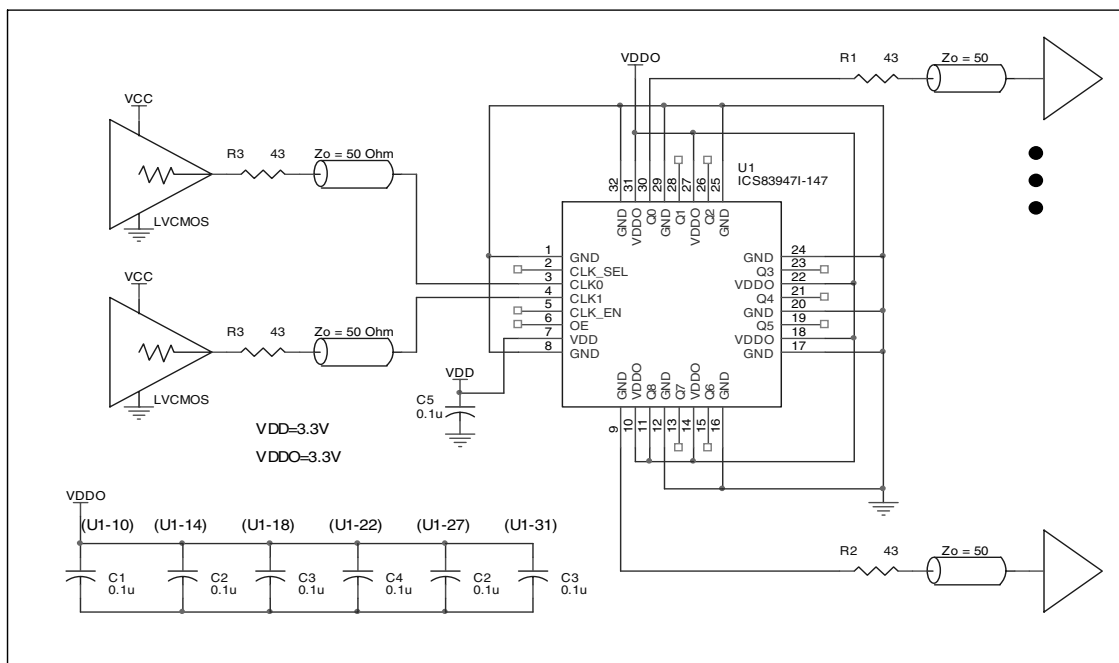 VDDO
R1 43
Zo = 50
VCC
R3 43
Zo = 50 Ohm
LVCMOS
VCC
R3 43
Zo = 50 Ohm
LVCMOS
U1
ICS83947I-147
32 31 30 29 28 27 26 25
GND VDDO Q0 GND Q1 VDDO Q2 GND
1 GND
2 CLK_SEL
3 CLK0
4 CLK1
5 CLK_EN
6 OE
7 VDD
8 GND
GND 24
Q3 23
VDDO 22
Q4 21
GND 20
Q5 19
VDDO 18
GND 17
GND VDDO Q8 GND Q7 VDDO Q6 GND
9 10 11 12 13 14 15 16
VDD
C5
0.1u
VDD=3.3V
VDDO=3.3V
VDDO
(U1-10) (U1-14) (U1-18) (U1-22) (U1-27) (U1-31)
C1 C2 C3 C4 C2 C3
0.1u 0.1u 0.1u 0.1u 0.1u 0.1u
R2 43
Zo = 50